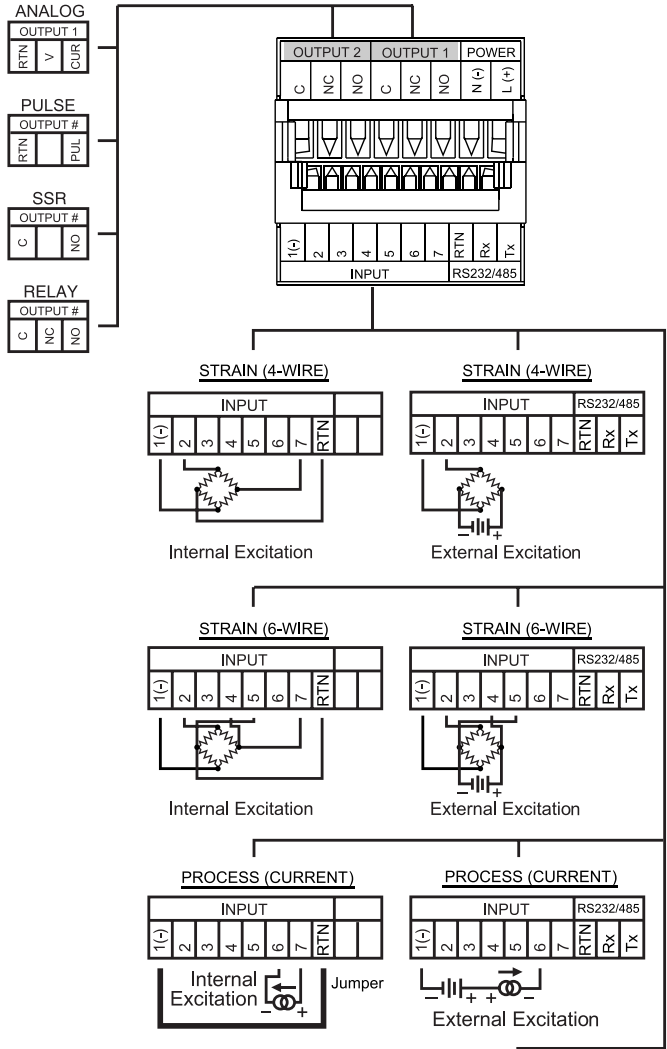 ANALOG
OUTPUT 1
RTN V CUR
PULSE
OUTPUT #
RTN PUL
SSR
OUTPUT #
C NO
RELAY
OUTPUT #
C NC NO
OUTPUT 2 OUTPUT 1 POWER
C NC NO C NC NO N (-) L (+)
1(-) 2 3 4 5 6 7 RTN Rx Tx
INPUT RS232/485
STRAIN (4-WIRE)
INPUT
1(-) 2 3 4 5 6 7 RTN
Internal Excitation
STRAIN (4-WIRE)
INPUT RS232/485
1(-) 2 3 4 5 6 7 RTN Rx Tx
− +
External Excitation
STRAIN (6-WIRE)
INPUT
1(-) 2 3 4 5 6 7 RTN
Internal Excitation
STRAIN (6-WIRE)
INPUT RS232/485
1(-) 2 3 4 5 6 7 RTN Rx Tx
− +
External Excitation
PROCESS (CURRENT)
INPUT
1(-) 2 3 4 5 6 7 RTN
Internal
Excitation
− +
Jumper
PROCESS (CURRENT)
INPUT RS232/485
1(-) 2 3 4 5 6 7 RTN Rx Tx
− + + −
External Excitation